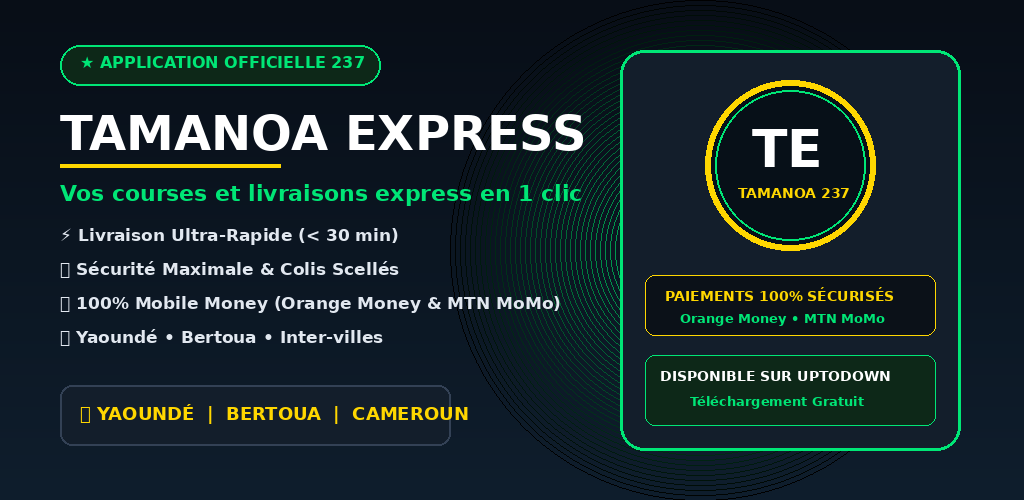 ★ APPLICATION OFFICIELLE 237
TAMANOA EXPRESS
Vos courses et livraisons express en 1 clic
⚡ Livraison Ultra-Rapide (< 30 min)
Sécurité Maximale & Colis Scellés
100% Mobile Money (Orange Money & MTN MoMo)
Yaoundé • Bertoua • Inter-villes
YAOUNDÉ | BERTOUA | CAMEROUN
TE
TAMANOA 237
PAIEMENTS 100% SÉCURISÉS
Orange Money • MTN MoMo
DISPONIBLE SUR UPTODOWN
Téléchargement Gratuit